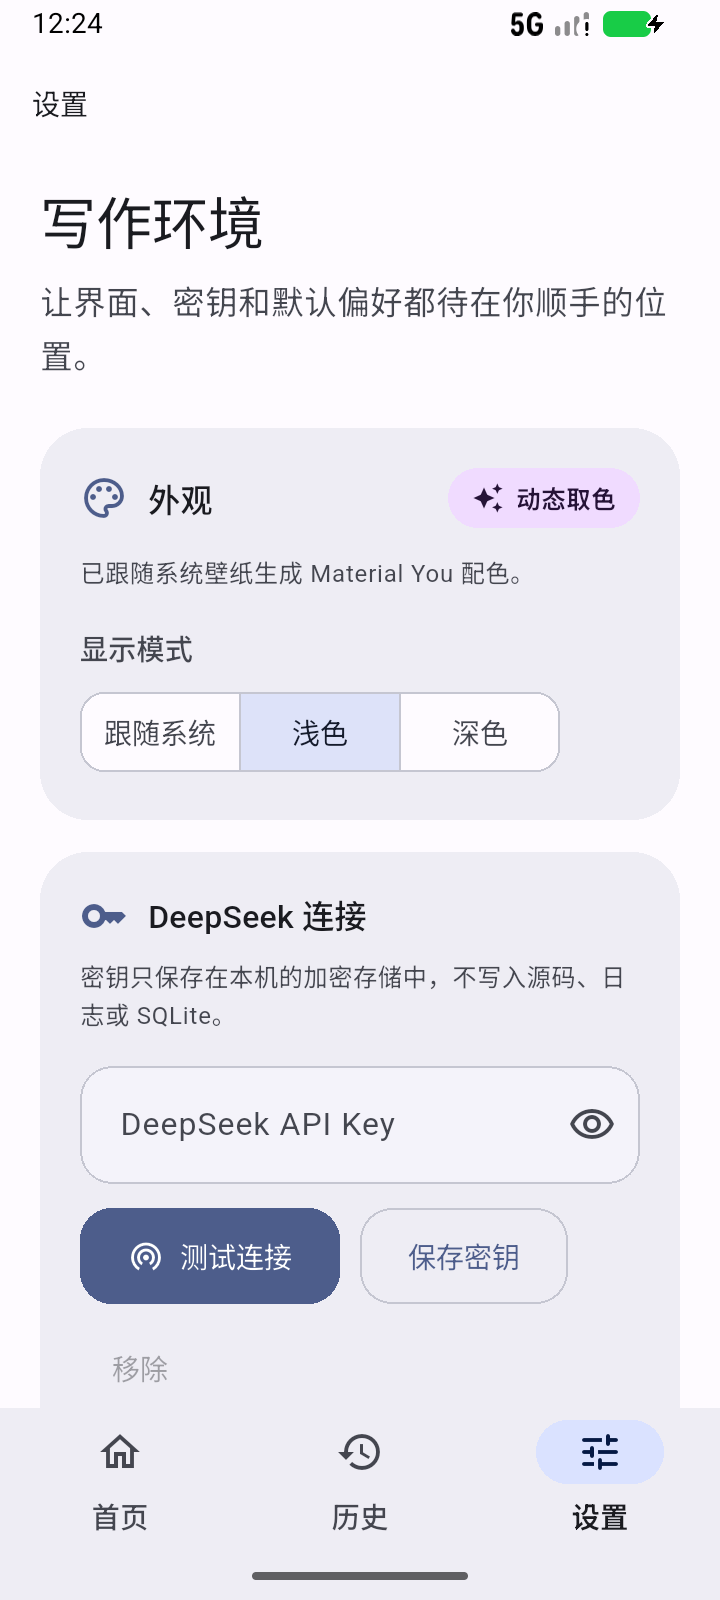 12:24
5G
设置
写作环境
让界面、密钥和默认偏好都待在你顺手的位
置。
外观
动态取色
已跟随系统壁纸生成 Material You 配色。
显示模式
跟随系统
浅色
深色
DeepSeek 连接
密钥只保存在本机的加密存储中，不写入源码、日
志或 SQLite。
DeepSeek API Key
测试连接
保存密钥
移除
首页
历史
设置